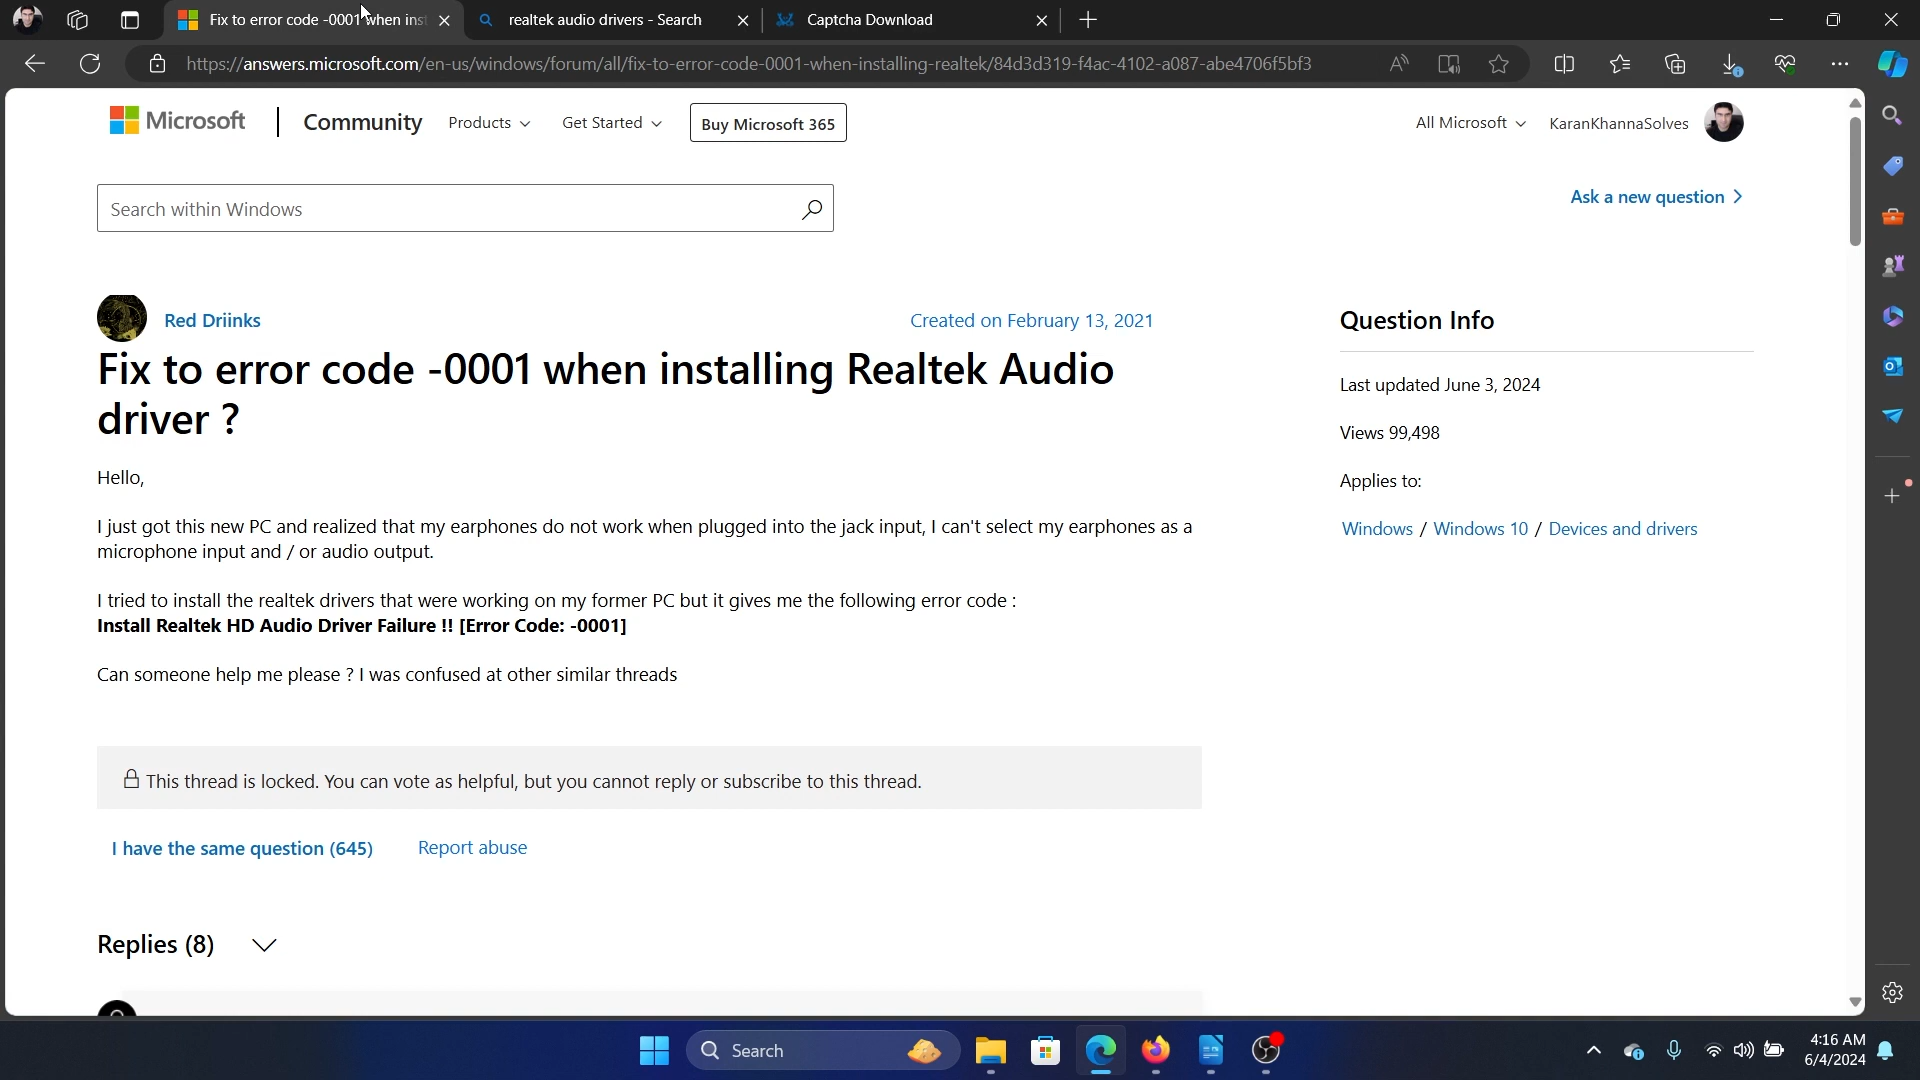 Fix to error code -0001 when inst
realtek audio drivers - Search
Captcha Download
https://answers.microsoft.com/en-us/windows/forum/all/fix-to-error-code-0001-when-installing-realtek/84d3d319-f4ac-4102-a087-abe4706f5bf3
Microsoft
Community
Products
Get Started
Buy Microsoft 365
All Microsoft
KaranKhannaSolves
Search within Windows
Ask a new question
Red Driinks
Created on February 13, 2021
Fix to error code -0001 when installing Realtek Audio
driver ?
Hello,
I just got this new PC and realized that my earphones do not work when plugged into the jack input, I can't select my earphones as a
microphone input and / or audio output.
I tried to install the realtek drivers that were working on my former PC but it gives me the following error code :
Install Realtek HD Audio Driver Failure !! [Error Code: -0001]
Can someone help me please ? I was confused at other similar threads
This thread is locked. You can vote as helpful, but you cannot reply or subscribe to this thread.
I have the same question (645)
Report abuse
Replies (8)
Question Info
Last updated June 3, 2024
Views 99,498
Applies to:
Windows / Windows 10 / Devices and drivers
Search
4:16 AM
6/4/2024